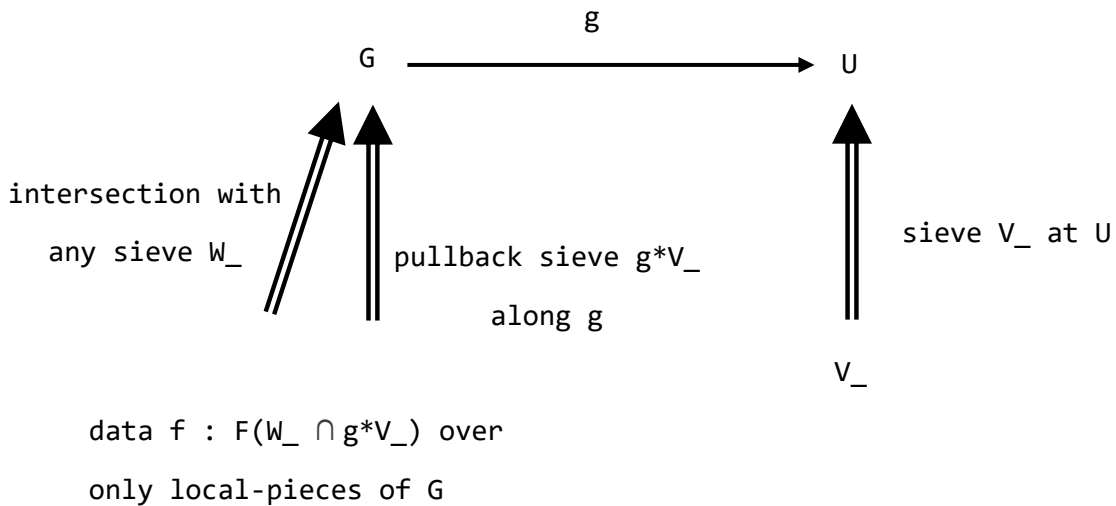 g
G
U
intersection with
any sieve W_
pullback sieve g*V_
along g
sieve V_ at U
V_
data f : F(W_ ∩ g*V_) over
only local-pieces of G